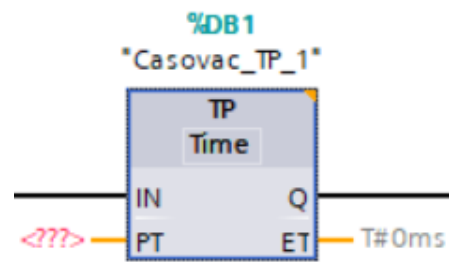 %DB1
"Casovac_TP_1"
TP
Time
IN Q
<???> PT ET T#0ms